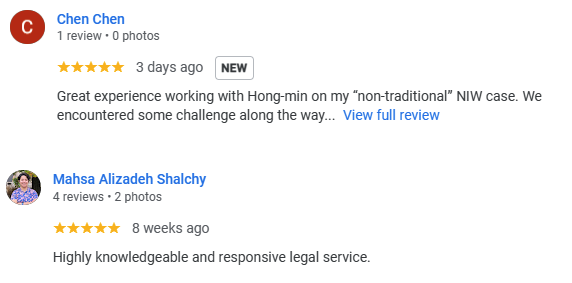 C
Chen Chen
1 review • 0 photos
3 days ago NEW
Great experience working with Hong-min on my “non-traditional” NIW case. We
encountered some challenge along the way... View full review
Mahsa Alizadeh Shalchy
4 reviews • 2 photos
8 weeks ago
Highly knowledgeable and responsive legal service.